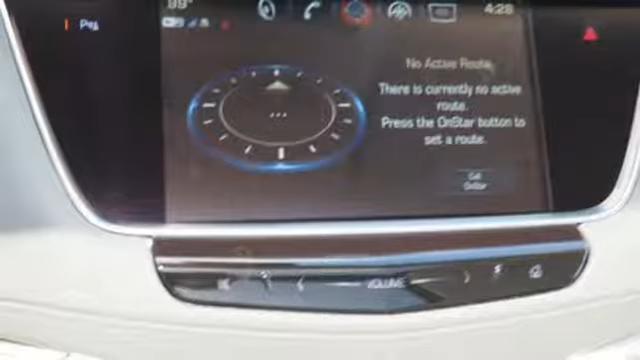 99°
4:28
No Active Route
There is currently no active
route.
Press the OnStar button to
set a route.
Call
OnStar
VOLUME